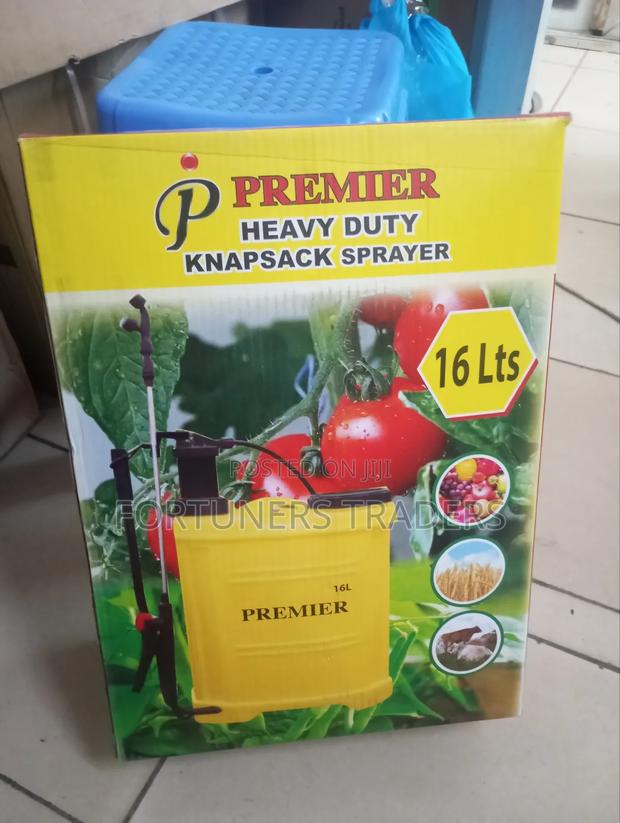 P PREMIER
HEAVY DUTY
KNAPSACK SPRAYER
16 Lts
POSTED ON JIJI
FORTUNERS TRADERS
16L
PREMIER